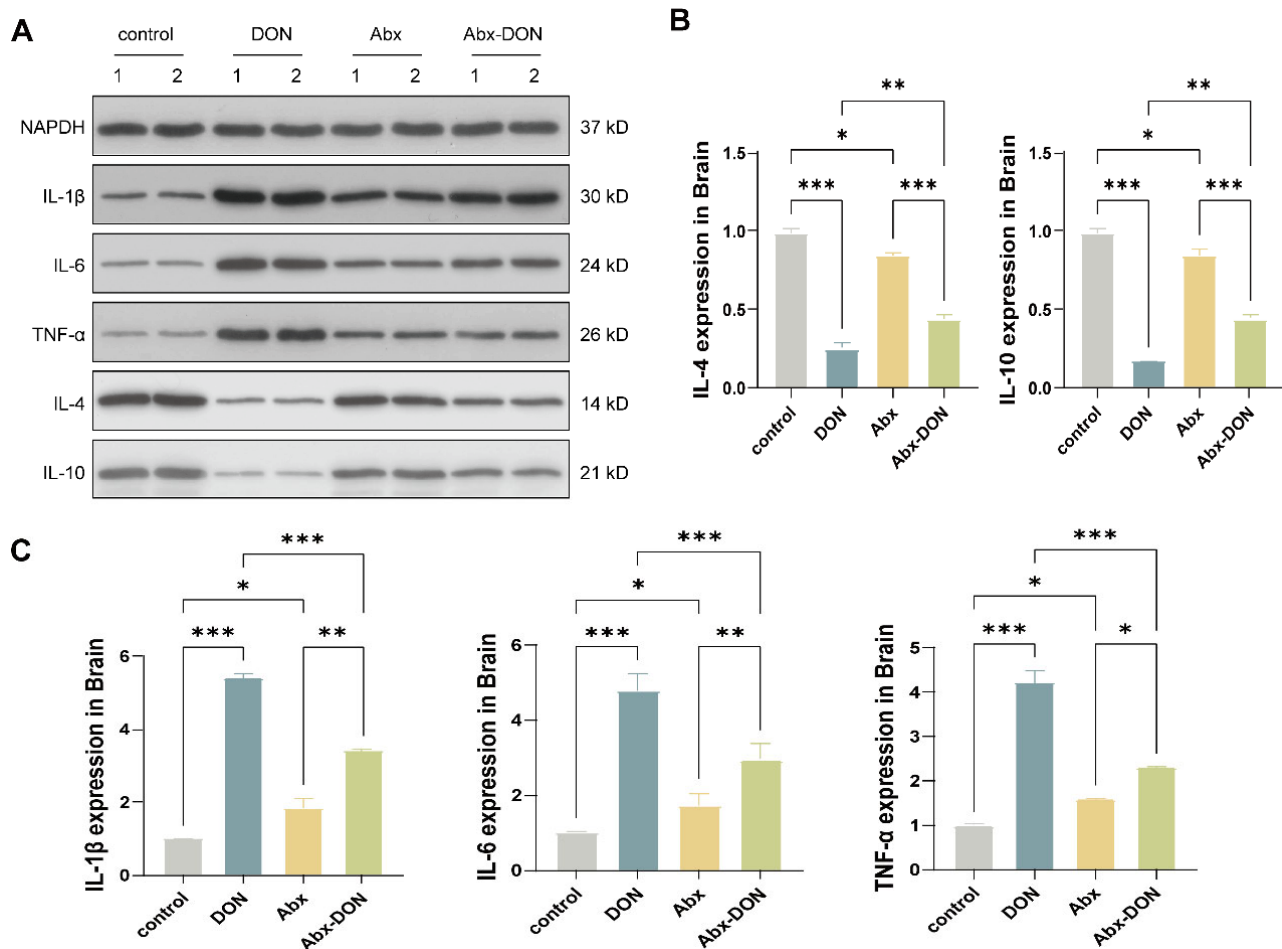 A
control DON Abx Abx-DON
1 2 1 2 1 2 1 2
NAPDH 37 kD
IL-1β 30 kD
IL-6 24 kD
TNF-α 26 kD
IL-4 14 kD
IL-10 21 kD
B
**
*
*** ***
IL-4 expression in Brain
1.5
1.0
0.5
0.0
control DON Abx Abx-DON
**
*
*** ***
IL-10 expression in Brain
1.5
1.0
0.5
0.0
control DON Abx Abx-DON
C
***
*
*** **
IL-1β expression in Brain
6
4
2
0
control DON Abx Abx-DON
***
*
*** **
IL-6 expression in Brain
6
4
2
0
control DON Abx Abx-DON
***
*
*** *
TNF-α expression in Brain
5
4
3
2
1
0
control DON Abx Abx-DON